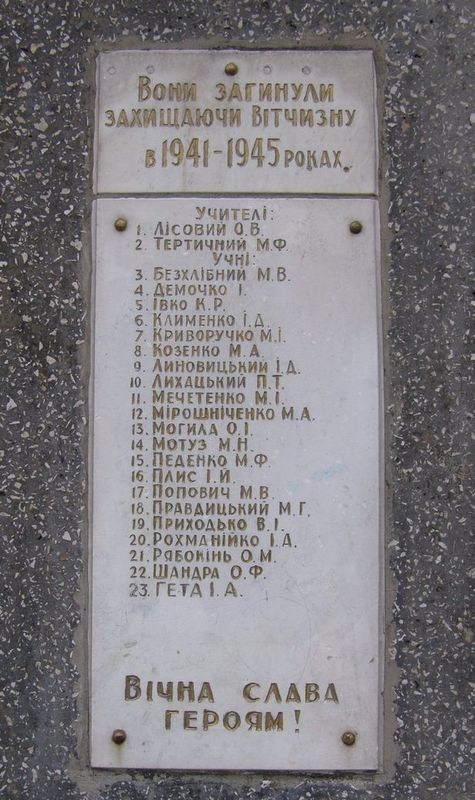 Вони загинули
захищаючи Вітчизну
в 1941-1945 роках.
Учителі:
1. Лісовий О.В.
2. Тертичний М.Ф.
Учні:
3. Безхлібний М.В.
4. Демочко І.
5. Івко К.Р.
6. Клименко І.Д.
7. Криворучко М.І.
8. Козенко М.А.
9. Линовицький І.Д.
10. Лихацький П.Т.
11. Мечетенко М.І.
12. Мірошніченко М.А.
13. Могила О.І.
14. Мотуз М.Н.
15. Педенко М.Ф.
16. Плис І.Й.
17. Попович М.В.
18. Правдицький М.Г.
19. Приходько В.І.
20. Рохманійко І.А.
21. Рябокінь О.М.
22. Шандра О.Ф.
23. Гета І.А.
Вічна слава
героям!